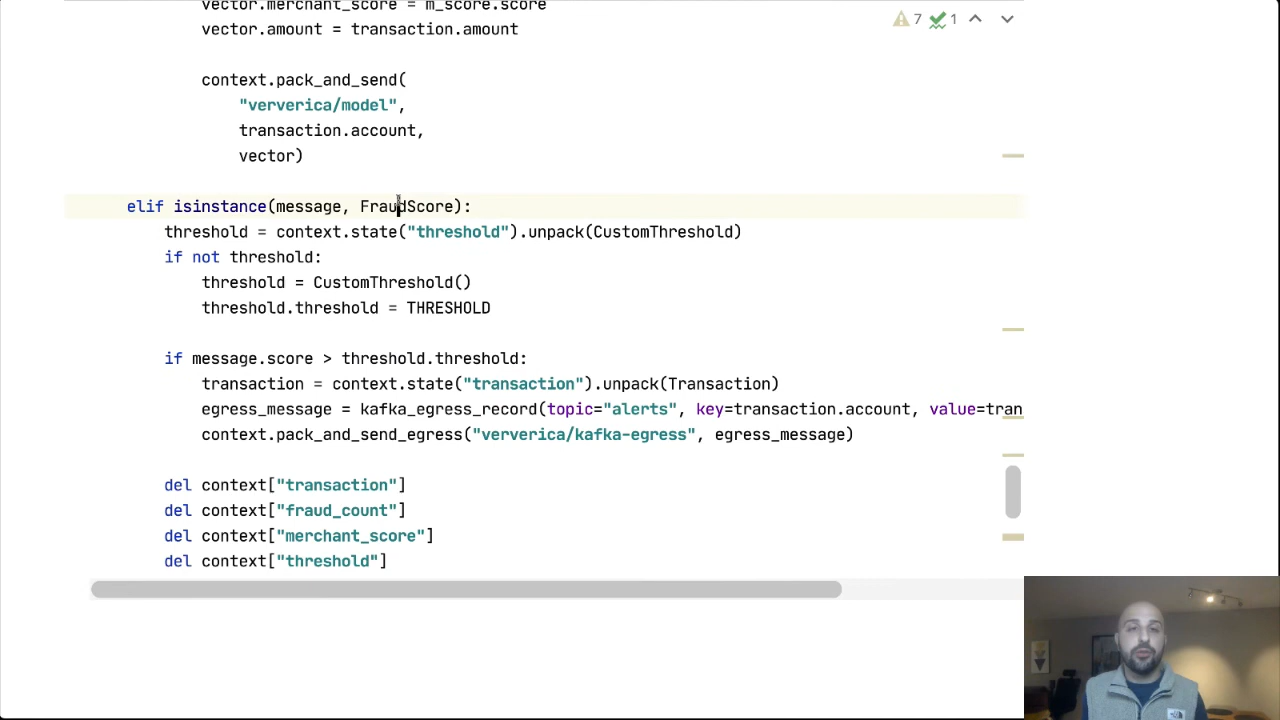 vector.merchant_score = m_score.score
vector.amount = transaction.amount
7 1
context.pack_and_send(
"ververica/model",
transaction.account,
vector)
elif isinstance(message, FraudScore):
threshold = context.state("threshold").unpack(CustomThreshold)
if not threshold:
threshold = CustomThreshold()
threshold.threshold = THRESHOLD
if message.score > threshold.threshold:
transaction = context.state("transaction").unpack(Transaction)
egress_message = kafka_egress_record(topic="alerts", key=transaction.account, value=tran
context.pack_and_send_egress("ververica/kafka-egress", egress_message)
del context["transaction"]
del context["fraud_count"]
del context["merchant_score"]
del context["threshold"]